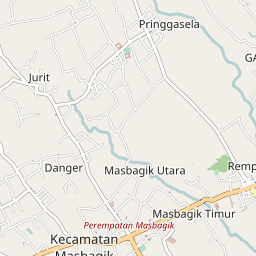 Pringgasela
GA
Jurit
Danger
Masbagik Utara
Remp
Masbagik Timur
Perempatan Masbagik
Kecamatan
Masbagik